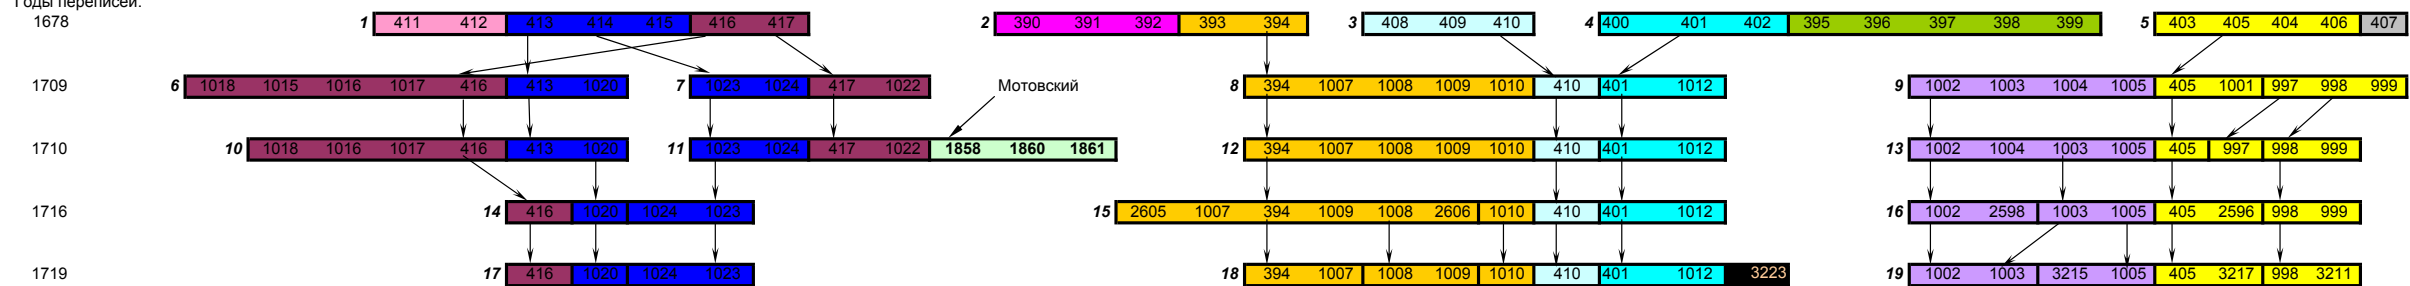 Годы переписей:
1678 1 411 412 413 414 415 416 417 2 390 391 392 393 394 3 408 409 410 4 400 401 402 395 396 397 398 399 5 403 405 404 406 407
1709 6 1018 1015 1016 1017 416 413 1020 7 1023 1024 417 1022 Мотовский 8 394 1007 1008 1009 1010 410 401 1012 9 1002 1003 1004 1005 405 1001 997 998 999
1710 10 1018 1016 1017 416 413 1020 11 1023 1024 417 1022 1858 1860 1861 12 394 1007 1008 1009 1010 410 401 1012 13 1002 1004 1003 1005 405 997 998 999
1716 14 416 1020 1024 1023 15 2605 1007 394 1009 1008 2606 1010 410 401 1012 16 1002 2598 1003 1005 405 2596 998 999
1719 17 416 1020 1024 1023 18 394 1007 1008 1009 1010 410 401 1012 3223 19 1002 1003 3215 1005 405 3217 998 3211